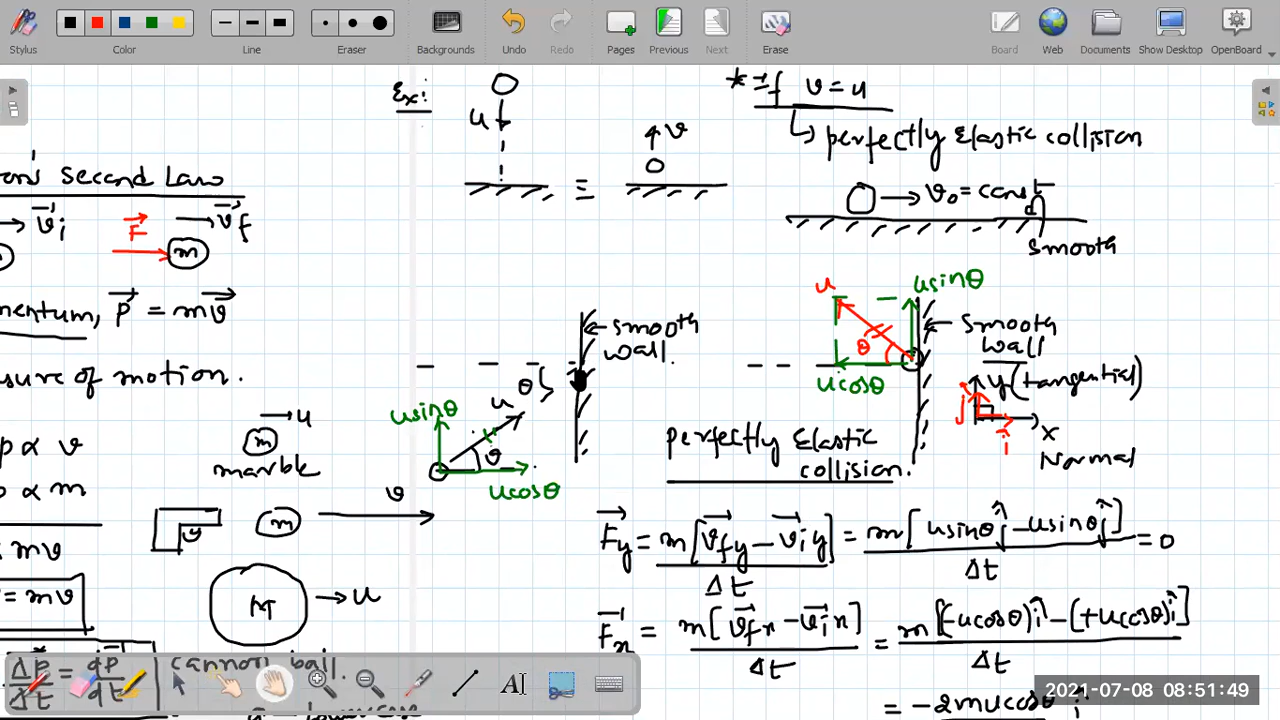 Stylus Color Line Eraser Backgrounds Undo Redo Pages Previous Next Erase Board Web Documents Show Desktop OpenBoard
Second Law
→vi →F →vf
m
mentum, →P = m→v
sure of motion.
p ∝ v
p ∝ m
→u
m
marble
mv
= mv
v
m
v
M → u
ΔP/Δt = dP/dt
cannon ball.
Ex:
u
↑v
≡
* If v = u
↳ perfectly Elastic collision
→ v0 = const
smooth
smooth
wall.
usinθ
u
θ
ucosθ
u
usinθ
θ
ucosθ
smooth
wall
y (tangential)
j
i
x
Normal
perfectly Elastic
collision.
→Fy = m[→vfy - →viy]/Δt = m[usinθ ĵ - usinθ ĵ]/Δt = 0
→Fx = m[→vfx - →vix]/Δt = m[(-ucosθ)î - (+ucosθ)î]/Δt
= -2mucosθ î
2021-07-08 08:51:49